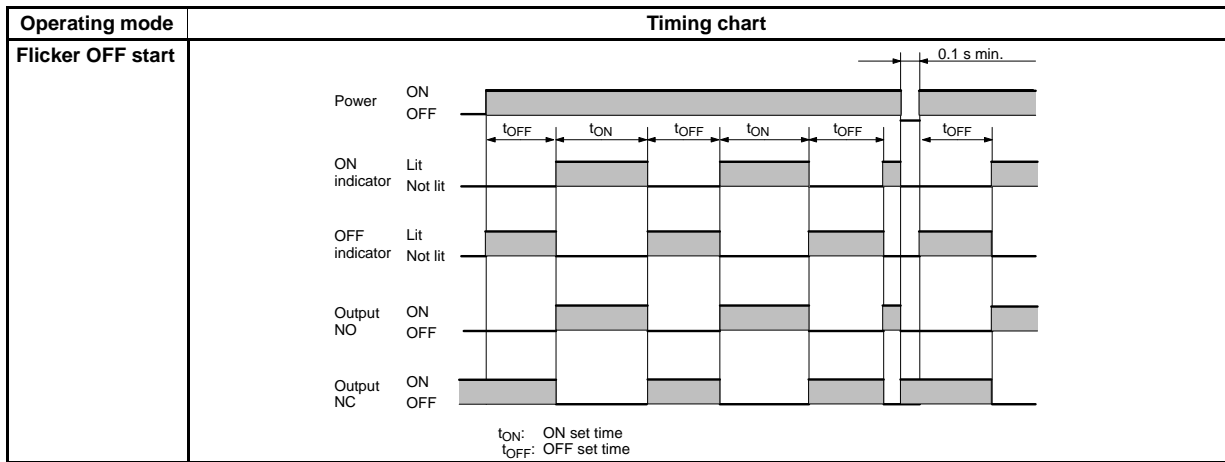 Operating mode Timing chart
Flicker OFF start
0.1 s min.
Power ON
OFF
tOFF tON tOFF tON tOFF tOFF
ON indicator Lit
Not lit
OFF indicator Lit
Not lit
Output NO ON
OFF
Output NC ON
OFF
tON: ON set time
tOFF: OFF set time